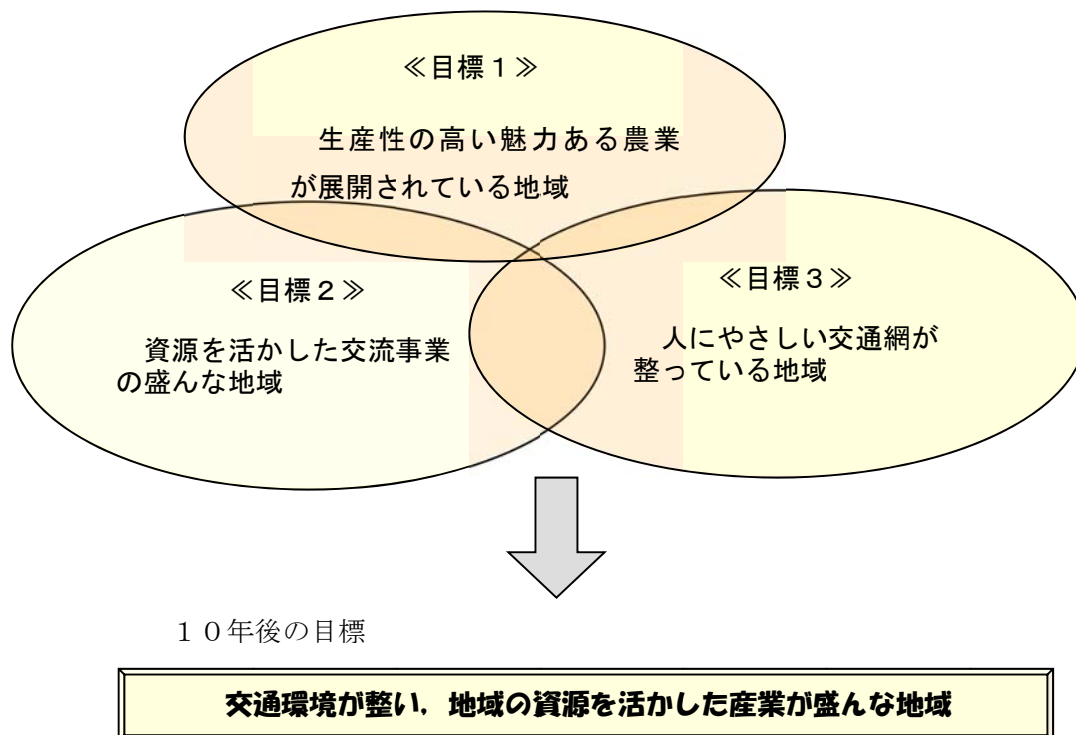 ≪目標１≫
生産性の高い魅力ある農業
が展開されている地域
≪目標２≫
資源を活かした交流事業
の盛んな地域
≪目標３≫
人にやさしい交通網が
整っている地域
１０年後の目標
交通環境が整い，地域の資源を活かした産業が盛んな地域